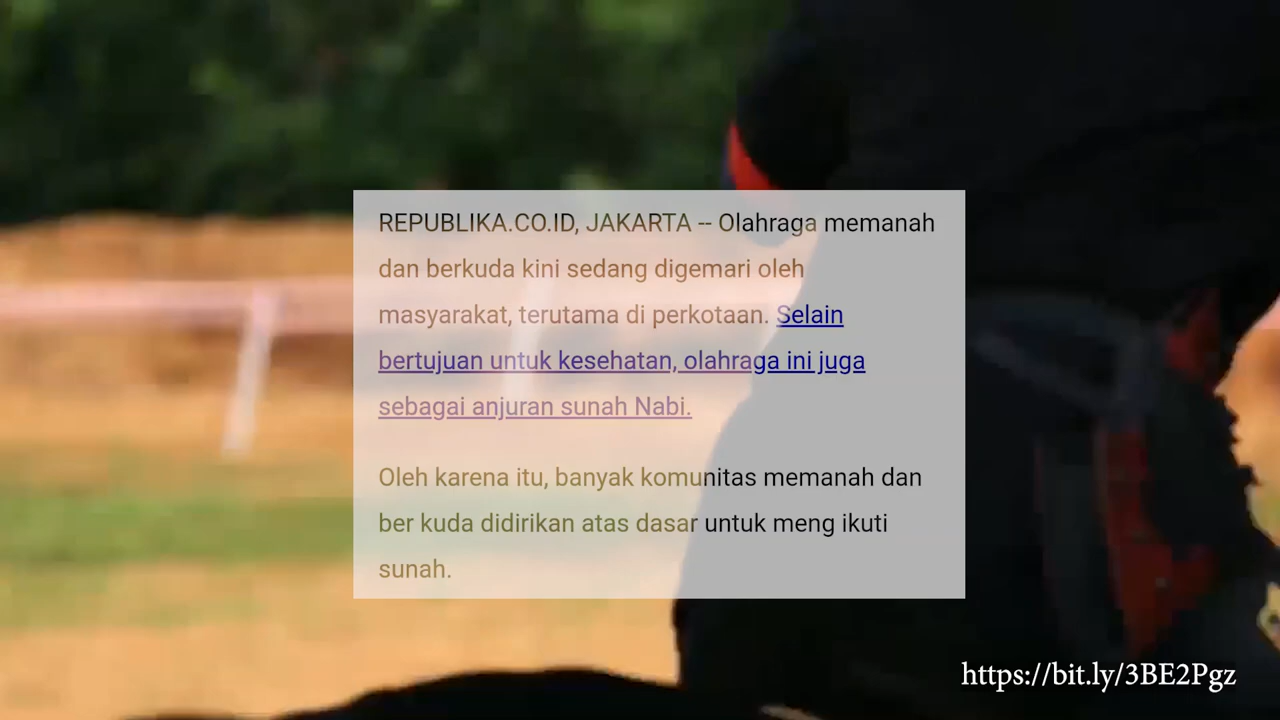 REPUBLIKA.CO.ID, JAKARTA -- Olahraga memanah
dan berkuda kini sedang digemari oleh
masyarakat, terutama di perkotaan. Selain
bertujuan untuk kesehatan, olahraga ini juga
sebagai anjuran sunah Nabi.
Oleh karena itu, banyak komunitas memanah dan
ber kuda didirikan atas dasar untuk meng ikuti
sunah.
https://bit.ly/3BE2Pgz